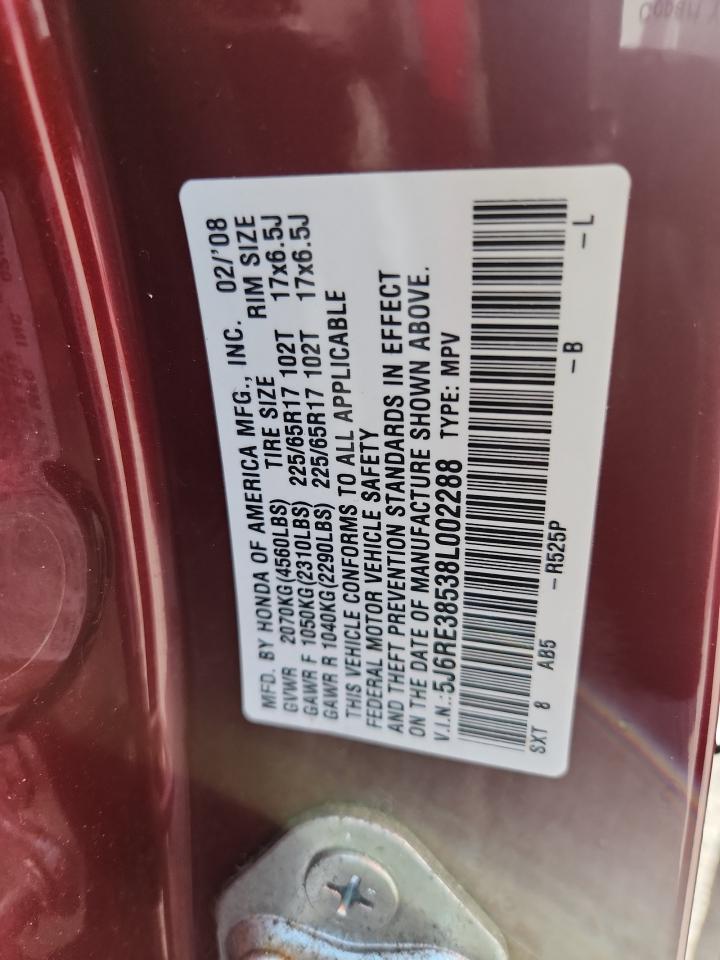 MFD. BY HONDA OF AMERICA MFG., INC. 02/'08
GVWR 2070KG(4560LBS) TIRE SIZE RIM SIZE
GAWR F 1050KG(2310LBS) 225/65R17 102T 17x6.5J
GAWR R 1040KG(2290LBS) 225/65R17 102T 17x6.5J
THIS VEHICLE CONFORMS TO ALL APPLICABLE
FEDERAL MOTOR VEHICLE SAFETY
AND THEFT PREVENTION STANDARDS IN EFFECT
ON THE DATE OF MANUFACTURE SHOWN ABOVE.
V.I.N.:5J6RE38538L002288 TYPE: MPV
SXT 8 AB5 -R525P -B -L